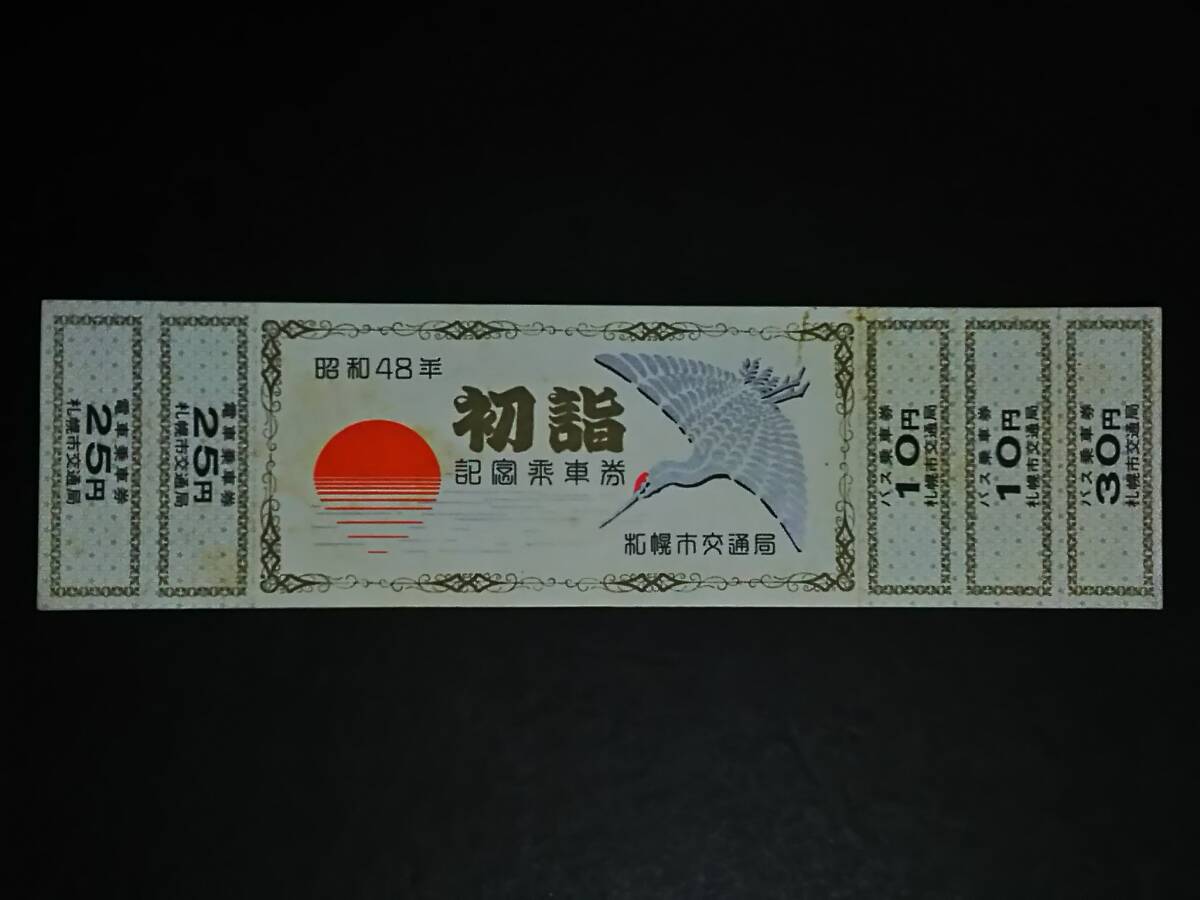 電車乗車券
25円
札幌市交通局
電車乗車券
25円
札幌市交通局
昭和48年
初詣
記念乗車券
札幌市交通局
バス乗車券
10円
札幌市交通局
バス乗車券
10円
札幌市交通局
バス乗車券
30円
札幌市交通局